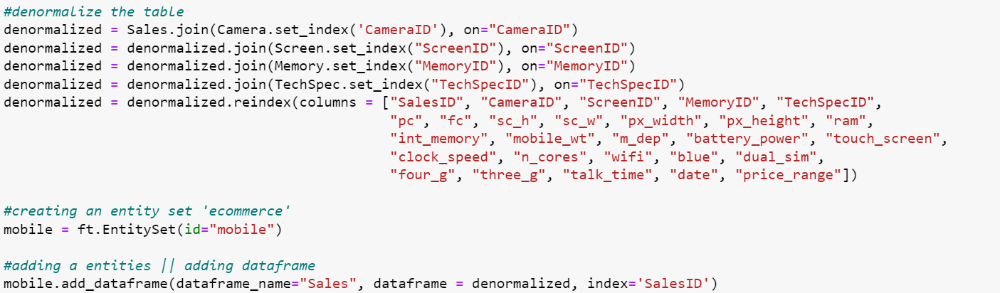 #denormalize the table
denormalized = Sales.join(Camera.set_index('CameraID'), on="CameraID")
denormalized = denormalized.join(Screen.set_index("ScreenID"), on="ScreenID")
denormalized = denormalized.join(Memory.set_index("MemoryID"), on="MemoryID")
denormalized = denormalized.join(TechSpec.set_index("TechSpecID"), on="TechSpecID")
denormalized = denormalized.reindex(columns = ["SalesID", "CameraID", "ScreenID", "MemoryID", "TechSpecID",
"pc", "fc", "sc_h", "sc_w", "px_width", "px_height", "ram",
"int_memory", "mobile_wt", "m_dep", "battery_power", "touch_screen",
"clock_speed", "n_cores", "wifi", "blue", "dual_sim",
"four_g", "three_g", "talk_time", "date", "price_range"])
#creating an entity set 'ecommerce'
mobile = ft.EntitySet(id="mobile")
#adding a entities || adding dataframe
mobile.add_dataframe(dataframe_name="Sales", dataframe = denormalized, index='SalesID')